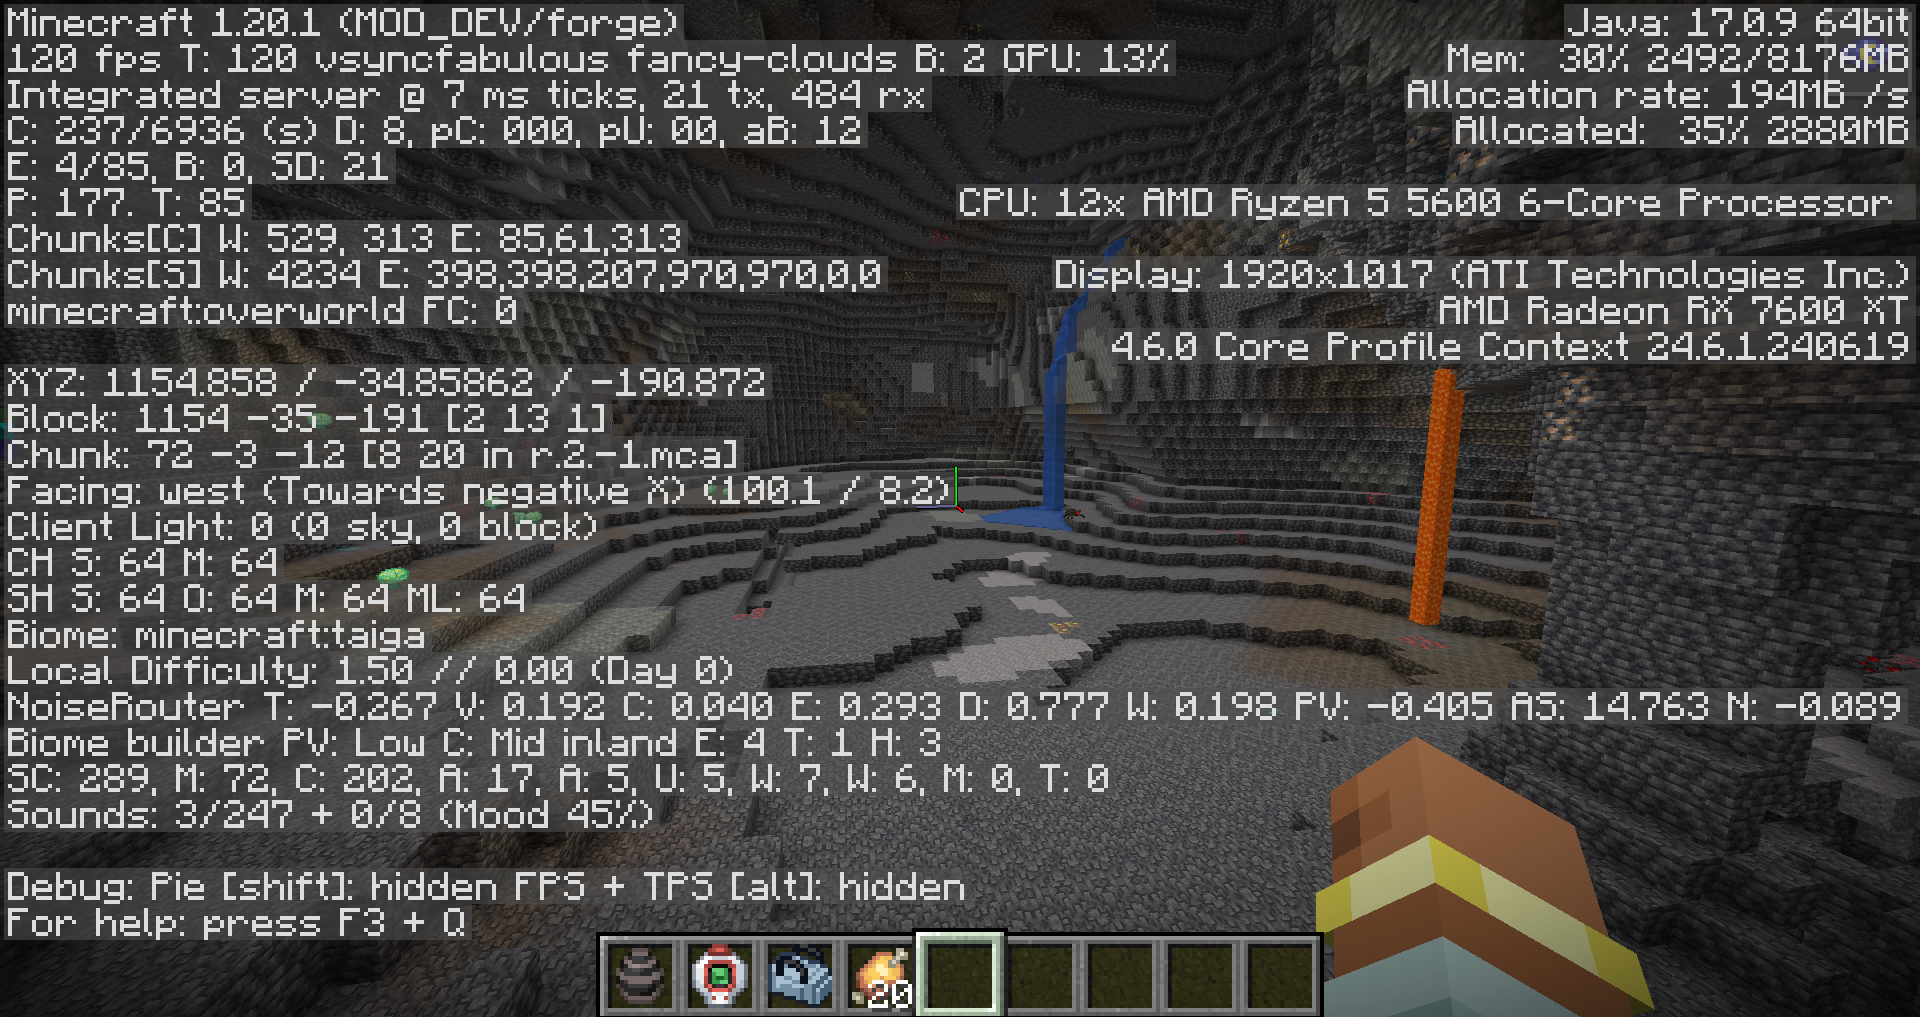 Minecraft 1.20.1 (MOD_DEV/forge)
120 fps T: 120 vsyncfabulous fancy-clouds B: 2 GPU: 13%
Integrated server @ 7 ms ticks, 21 tx, 484 rx
C: 237/6936 (s) D: 8, pC: 000, pU: 00, aB: 12
E: 4/85, B: 0, SD: 21
P: 177. T: 85
Chunks[C] W: 529, 313 E: 85,61,313
Chunks[S] W: 4234 E: 398,398,207,970,970,0,0
minecraft:overworld FC: 0
XYZ: 1154.858 / -34.85862 / -190.872
Block: 1154 -35 -191 [2 13 1]
Chunk: 72 -3 -12 [8 20 in r.2.-1.mca]
Facing: west (Towards negative X) (100.1 / 8.2)
Client Light: 0 (0 sky, 0 block)
CH S: 64 M: 64
SH S: 64 O: 64 M: 64 ML: 64
Biome: minecraft:taiga
Local Difficulty: 1.50 // 0.00 (Day 0)
NoiseRouter T: -0.267 V: 0.192 C: 0.040 E: 0.293 D: 0.777 W: 0.198 PV: -0.405 AS: 14.763 N: -0.089
Biome builder PV: Low C: Mid inland E: 4 T: 1 H: 3
SC: 289, M: 72, C: 202, A: 17, A: 5, U: 5, W: 7, W: 6, M: 0, T: 0
Sounds: 3/247 + 0/8 (Mood 45%)
Debug: Pie [shift]: hidden FPS + TPS [alt]: hidden
For help: press F3 + Q
Java: 17.0.9 64bit
Mem: 30% 2492/8176MB
Allocation rate: 194MB /s
Allocated: 35% 2880MB
CPU: 12x AMD Ryzen 5 5600 6-Core Processor
Display: 1920x1017 (ATI Technologies Inc.)
AMD Radeon RX 7600 XT
4.6.0 Core Profile Context 24.6.1.240619
20